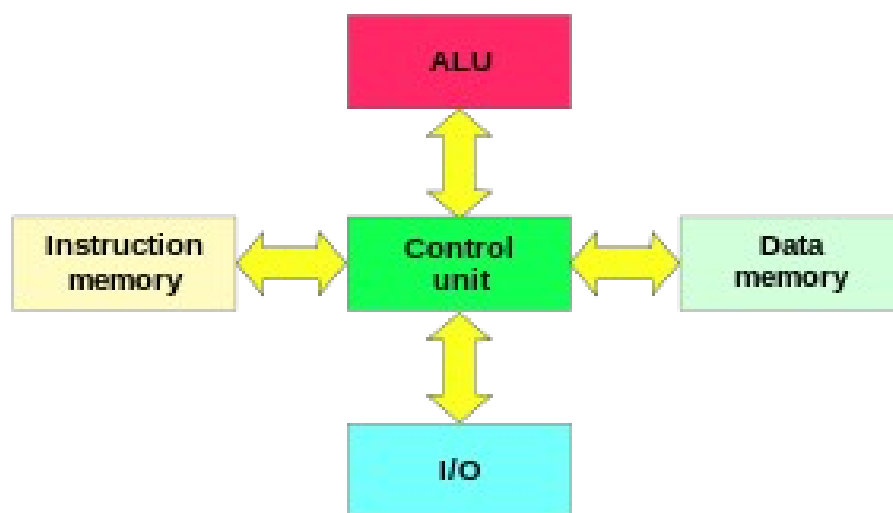 ALU
Instruction
memory
Control
unit
Data
memory
I/O